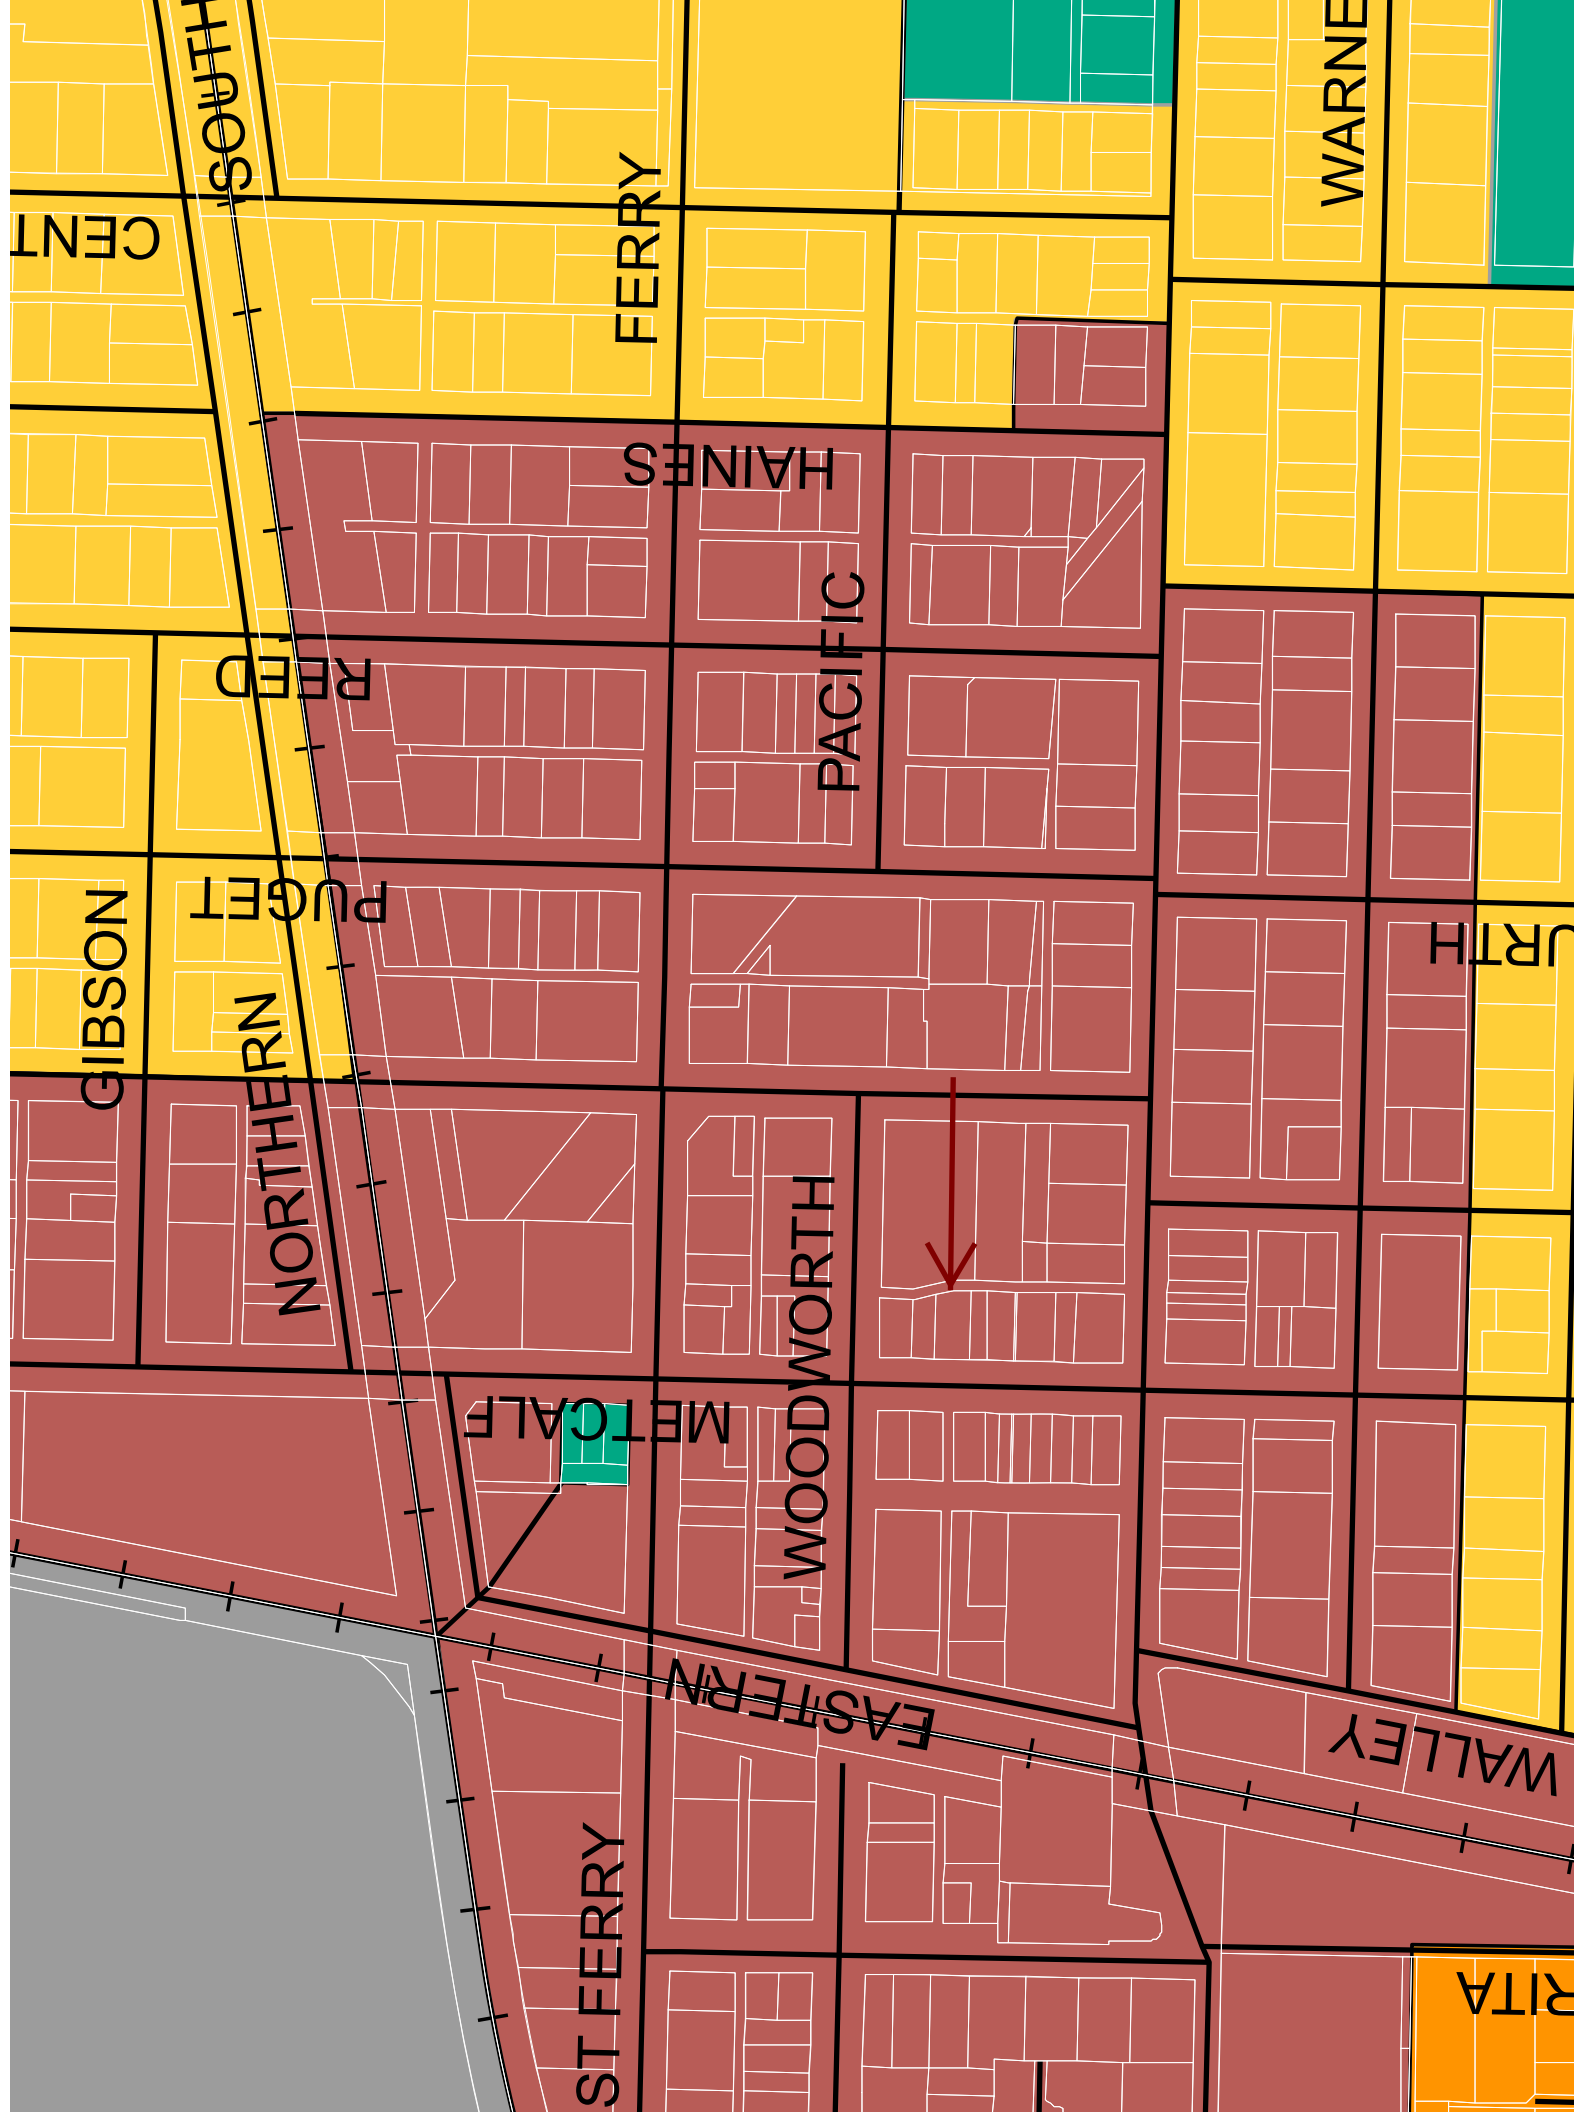 SOUTH
WARNE
CENT
FERRY
HAINES
PACIFIC
REED
PUGET
GIBSON
URTH
NORTHERN
WOODWORTH
METCALF
EASTERN
WALLEY
ST FERRY
RITA